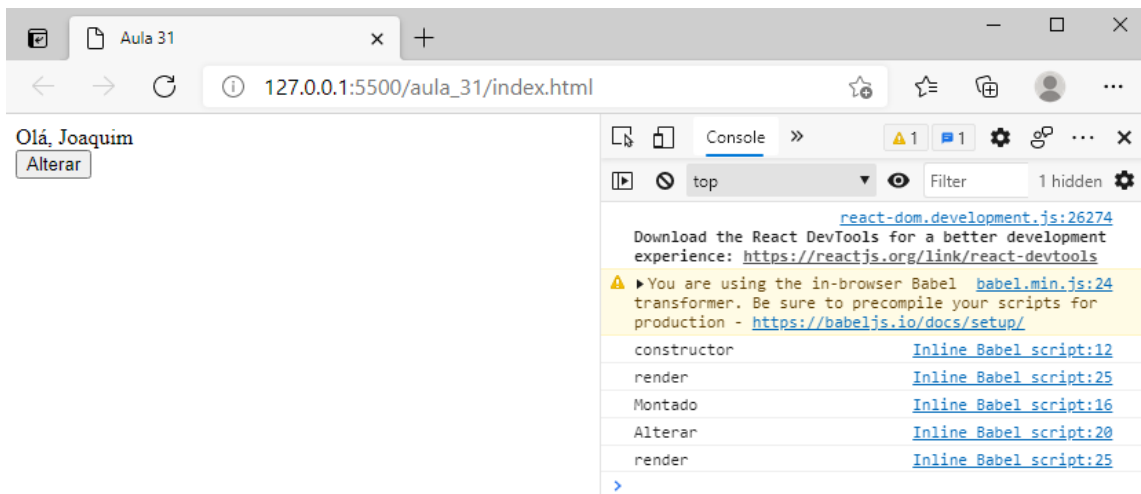 Aula 31
127.0.0.1:5500/aula_31/index.html
Olá, Joaquim
Alterar
Console
1
1
top
Filter
1 hidden
react-dom.development.js:26274
Download the React DevTools for a better development
experience: https://reactjs.org/link/react-devtools
You are using the in-browser Babel babel.min.js:24
transformer. Be sure to precompile your scripts for
production - https://babeljs.io/docs/setup/
constructor Inline Babel script:12
render Inline Babel script:25
Montado Inline Babel script:16
Alterar Inline Babel script:20
render Inline Babel script:25